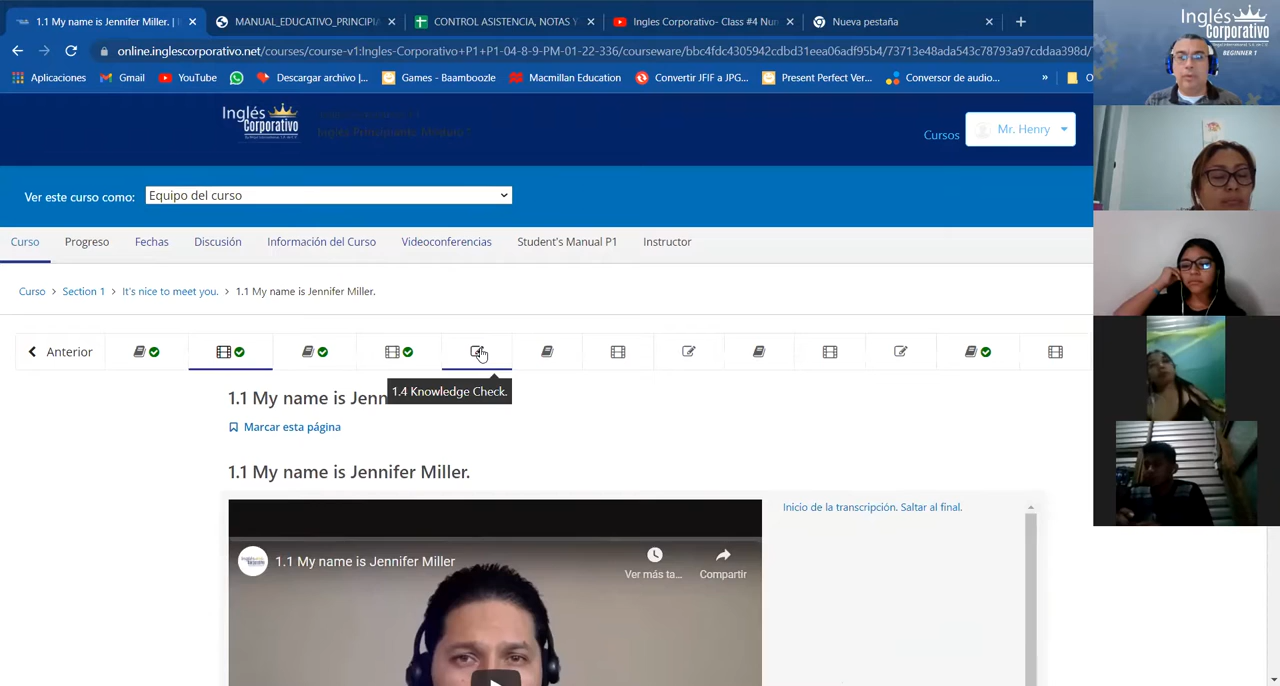 1.1 My name is Jennifer Miller. |
MANUAL_EDUCATIVO_PRINCIPIA
CONTROL ASISTENCIA, NOTAS Y
Ingles Corporativo- Class #4 Nun
Nueva pestaña
online.inglescorporativo.net/courses/course-v1:Ingles-Corporativo+P1+P1-04-8-9-PM-01-22-336/courseware/bbc4fdc4305942cdbd31eea06adf95b4/73713e48ada543c78793a97cddaa398d/
Aplicaciones
Gmail
YouTube
Descargar archivo |...
Games - Baamboozle
Macmillan Education
Convertir JFIF a JPG...
Present Perfect Ver...
Conversor de audio...
»
Inglés
Corporativo
BEGINNER 1
Inglés
Corporativo
Cursos
Mr. Henry
Ver este curso como:
Equipo del curso
Curso
Progreso
Fechas
Discusión
Información del Curso
Videoconferencias
Student's Manual P1
Instructor
Curso > Section 1 > It's nice to meet you. > 1.1 My name is Jennifer Miller.
Anterior
1.4 Knowledge Check.
1.1 My name is Jenn
Marcar esta página
1.1 My name is Jennifer Miller.
Inicio de la transcripción. Saltar al final.
1.1 My name is Jennifer Miller
Ver más ta...
Compartir